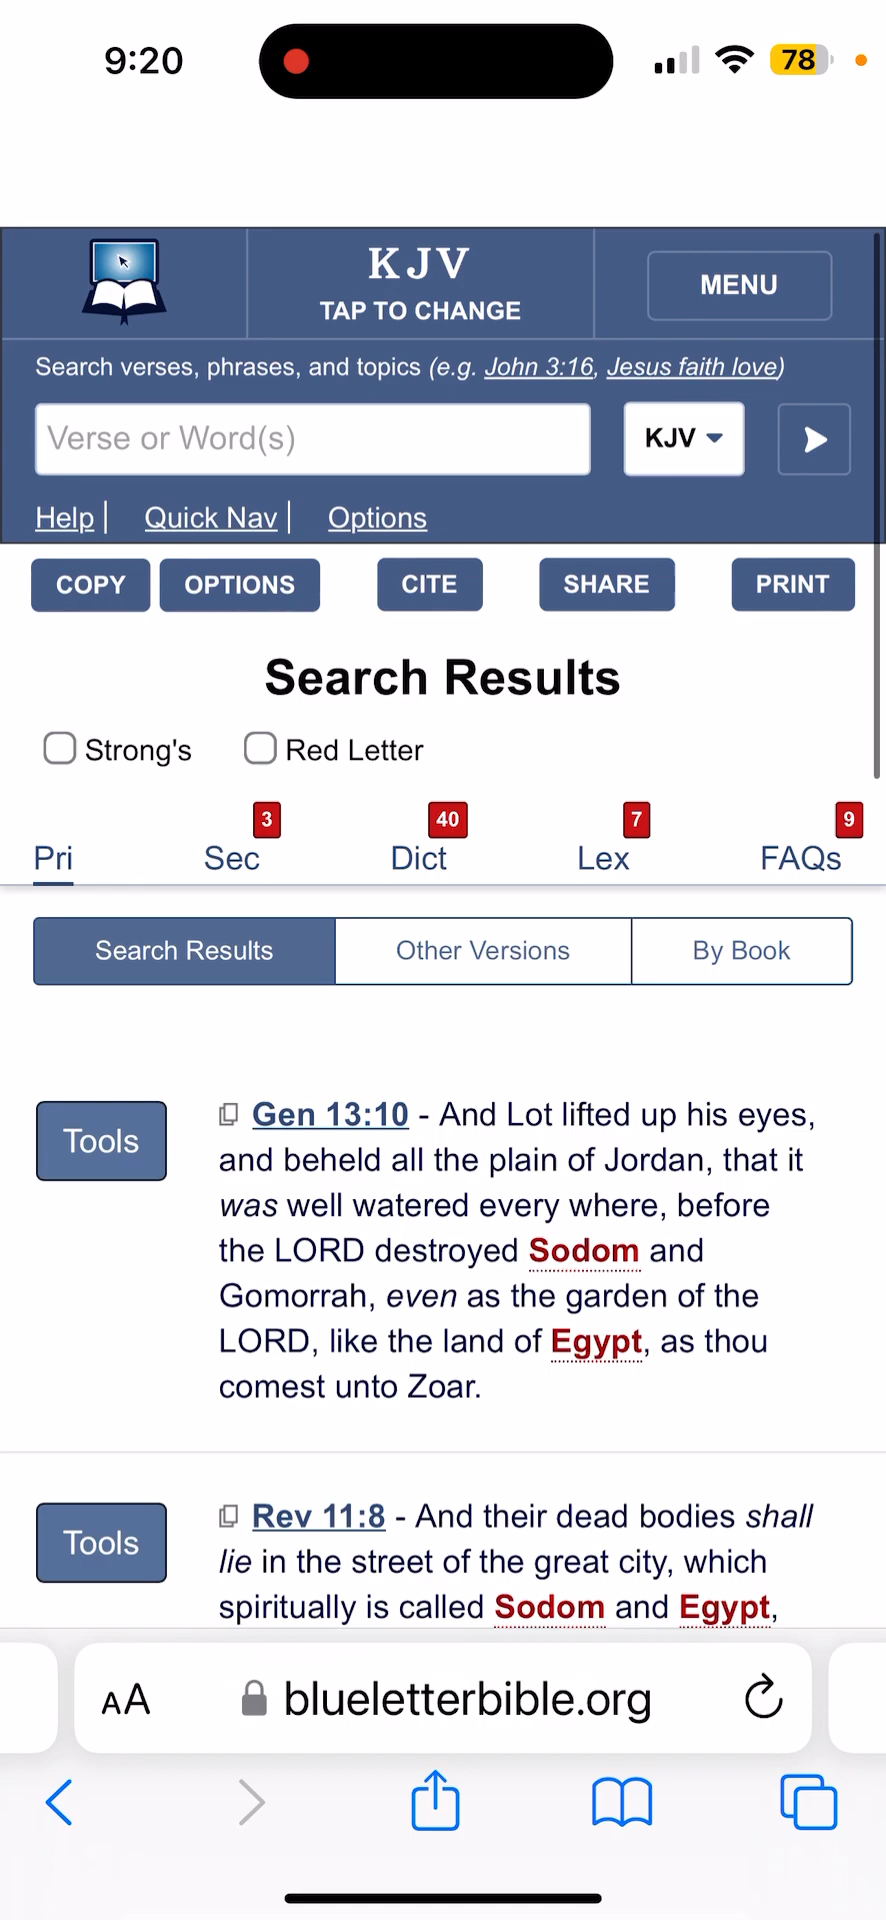 9:20
78
KJV
TAP TO CHANGE
MENU
Search verses, phrases, and topics (e.g. John 3:16, Jesus faith love)
Verse or Word(s)
KJV
Help | Quick Nav | Options
COPY OPTIONS CITE SHARE PRINT
Search Results
Strong's Red Letter
3 40 7 9
Pri Sec Dict Lex FAQs
Search Results Other Versions By Book
Tools
Gen 13:10 - And Lot lifted up his eyes,
and beheld all the plain of Jordan, that it
was well watered every where, before
the LORD destroyed Sodom and
Gomorrah, even as the garden of the
LORD, like the land of Egypt, as thou
comest unto Zoar.
Tools
Rev 11:8 - And their dead bodies shall
lie in the street of the great city, which
spiritually is called Sodom and Egypt,
AA blueletterbible.org